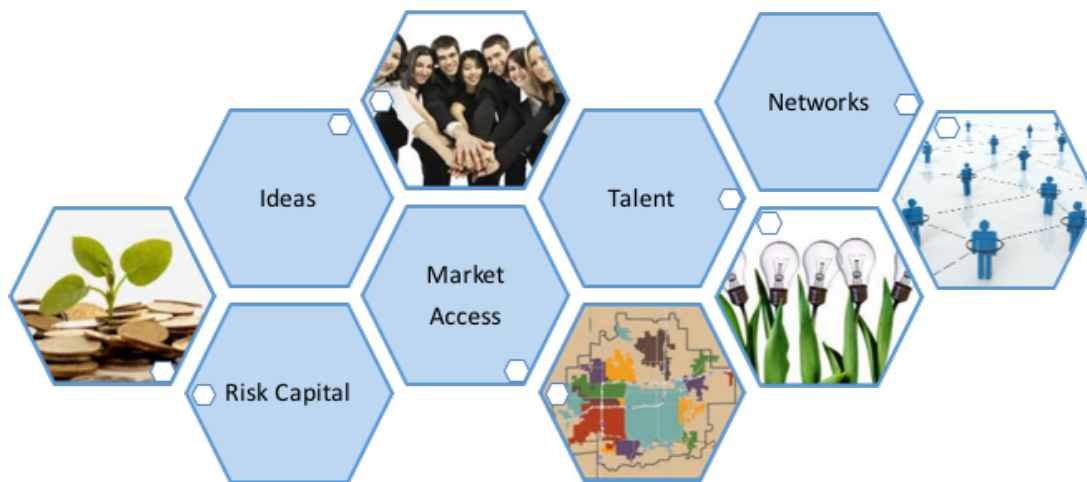 Networks
Ideas
Talent
Market
Access
Risk Capital